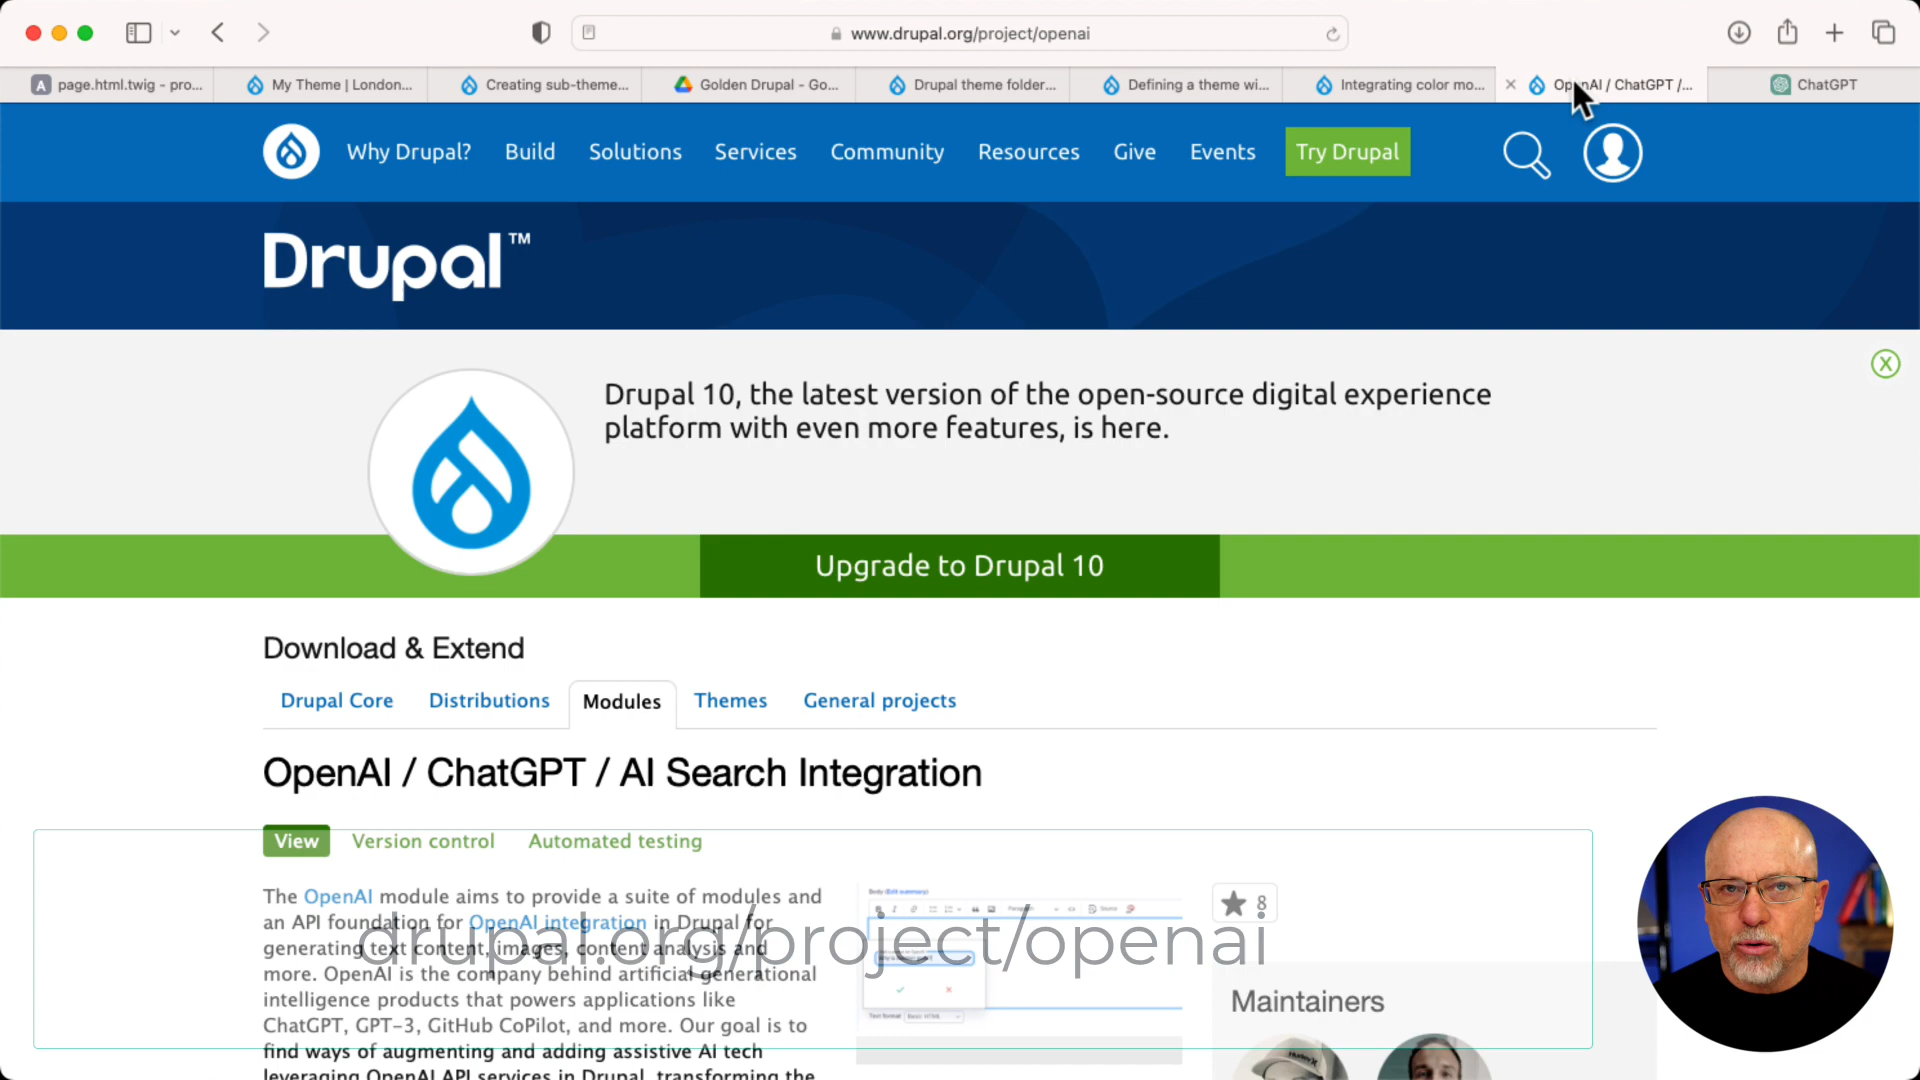 www.drupal.org/project/openai
page.html.twig - pro...
My Theme | London...
Creating sub-theme...
Golden Drupal - Go...
Drupal theme folder...
Defining a theme wi...
Integrating color mo...
OpenAI / ChatGPT /...
ChatGPT
Why Drupal?
Build
Solutions
Services
Community
Resources
Give
Events
Try Drupal
Drupal™
Drupal 10, the latest version of the open-source digital experience
platform with even more features, is here.
Upgrade to Drupal 10
Download & Extend
Drupal Core
Distributions
Modules
Themes
General projects
OpenAI / ChatGPT / AI Search Integration
View
Version control
Automated testing
The OpenAI module aims to provide a suite of modules and
an API foundation for OpenAI integration in Drupal for
generating text content, images, content analysis and
more. OpenAI is the company behind artificial generational
intelligence products that powers applications like
ChatGPT, GPT-3, GitHub CoPilot, and more. Our goal is to
find ways of augmenting and adding assistive AI tech
leveraging OpenAI API services in Drupal, transforming the
Body (Edit summary)
Source
Text format
Basic HTML
8
drupal.org/project/openai
Maintainers